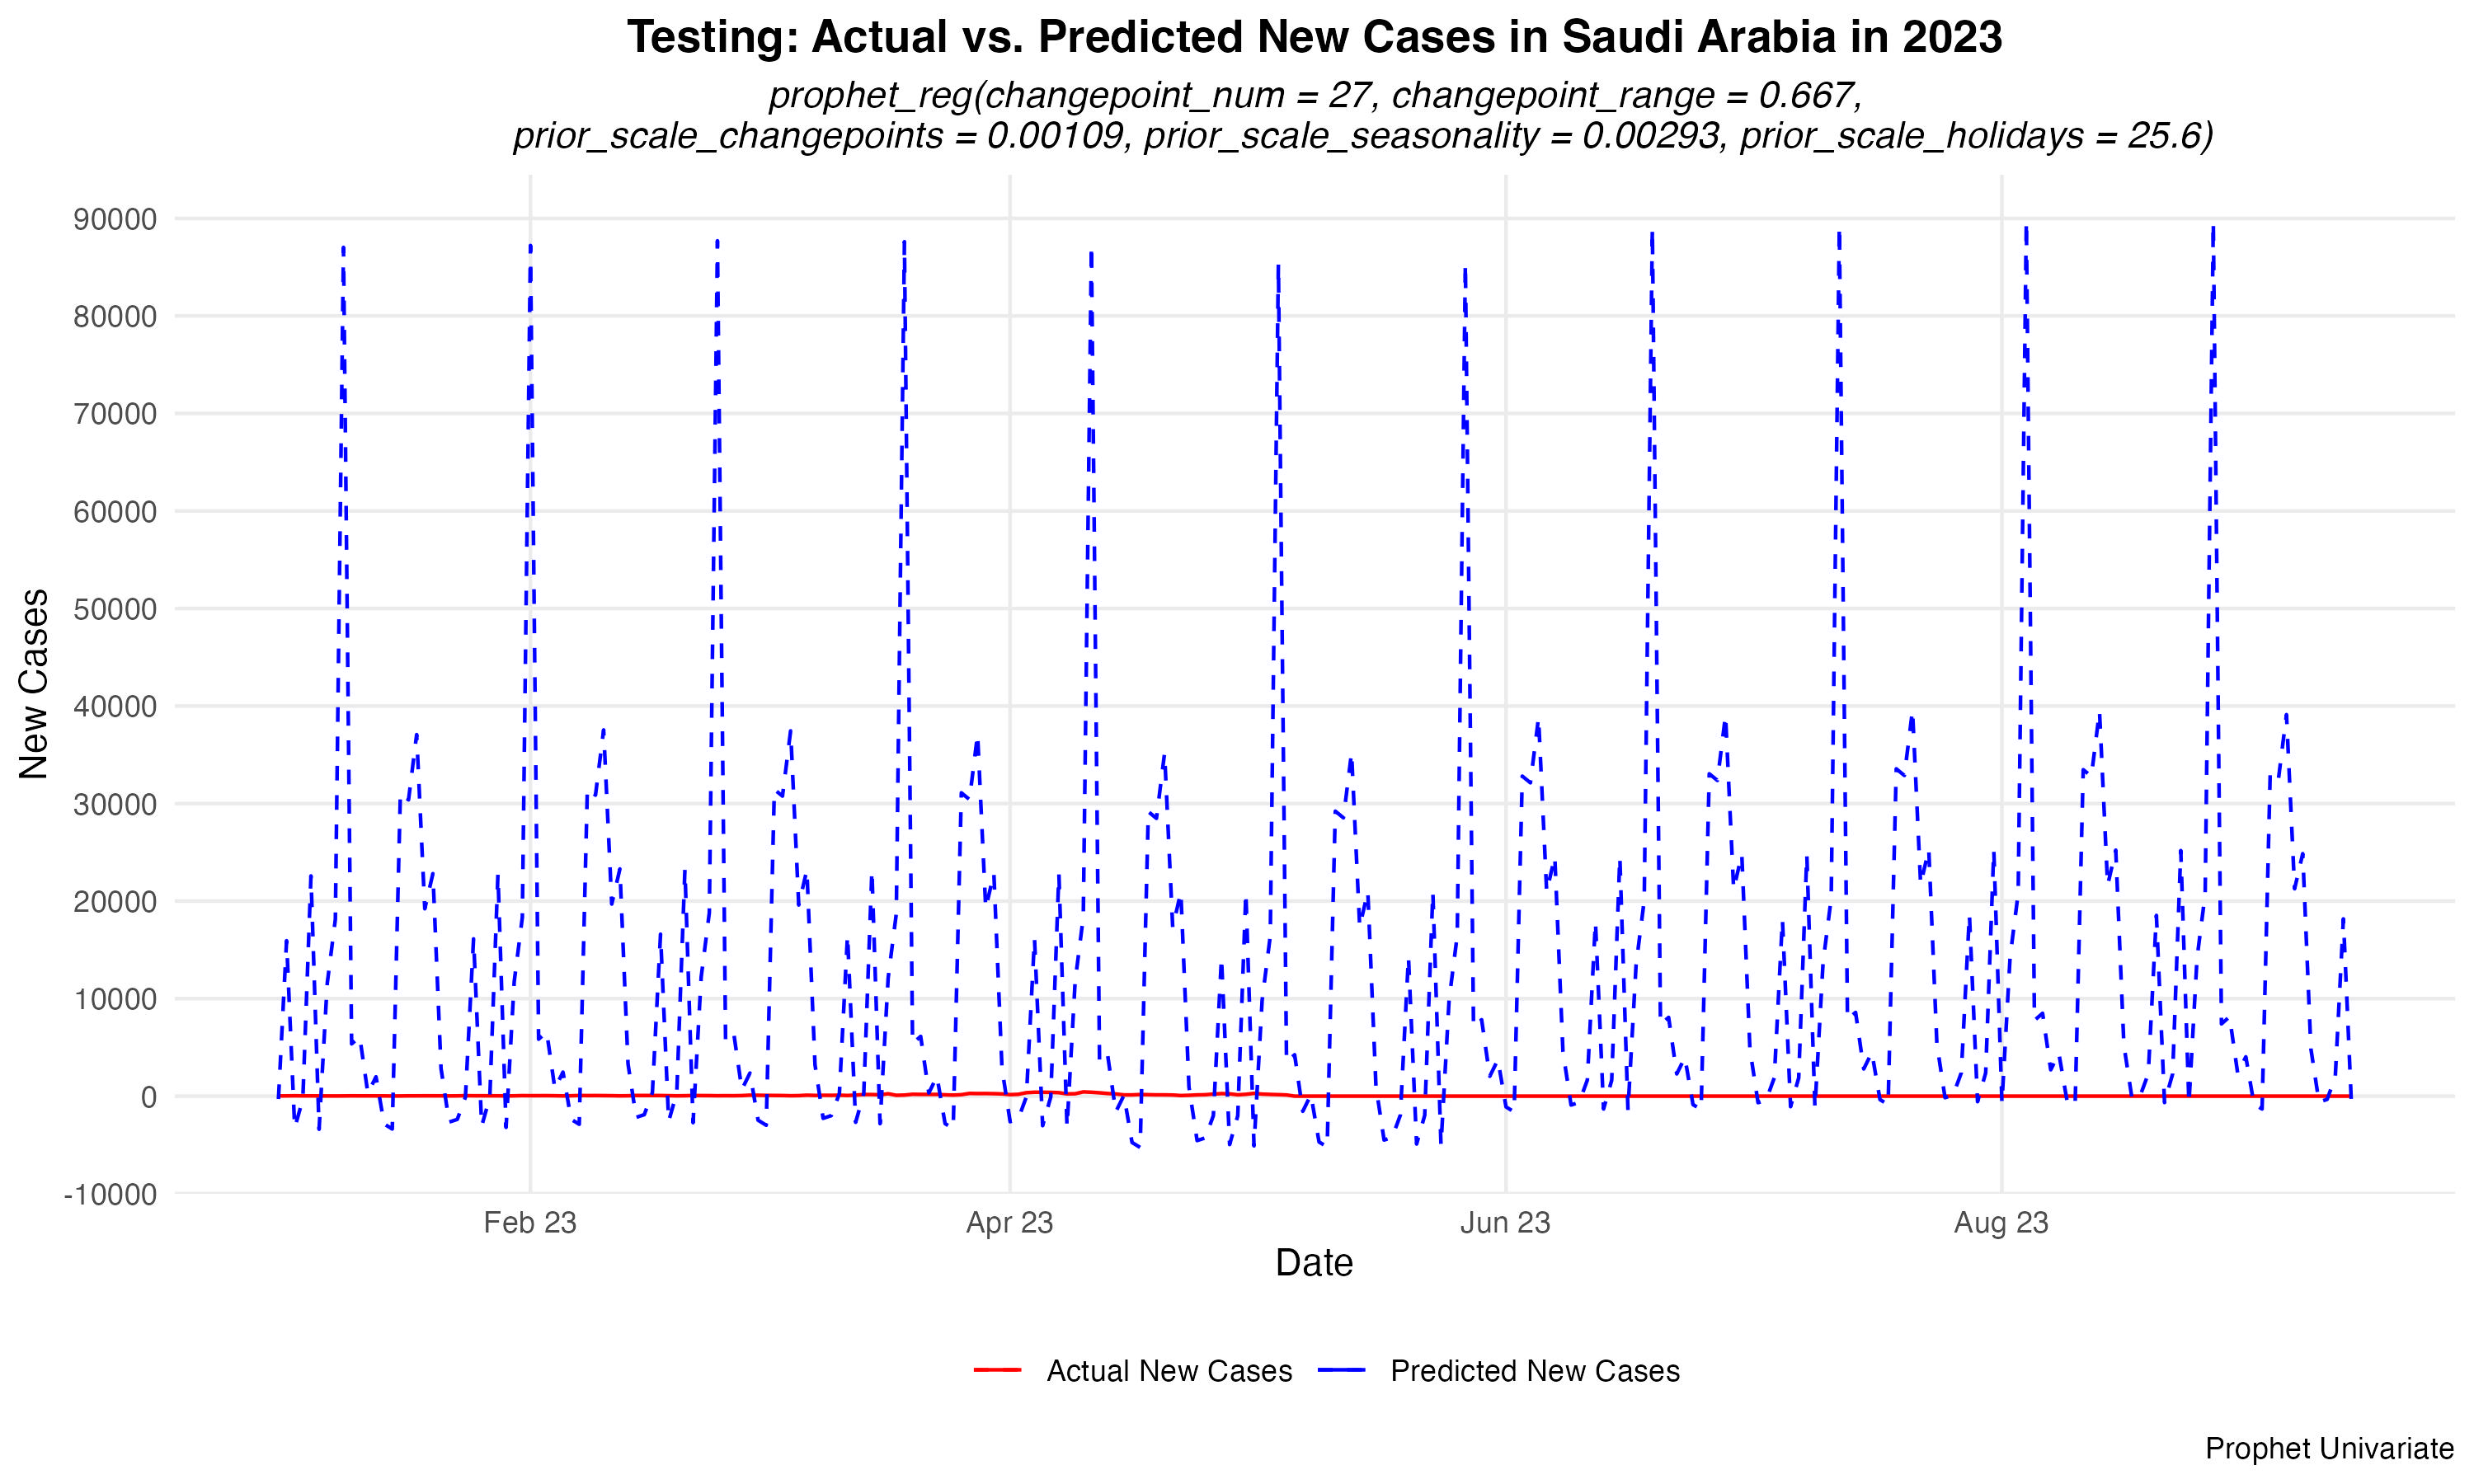 Testing: Actual vs. Predicted New Cases in Saudi Arabia in 2023
prophet_reg(changepoint_num = 27, changepoint_range = 0.667,
prior_scale_changepoints = 0.00109, prior_scale_seasonality = 0.00293, prior_scale_holidays = 25.6)
New Cases
90000
80000
70000
60000
50000
40000
30000
20000
10000
0
-10000
Feb 23 Apr 23 Jun 23 Aug 23
Date
Actual New Cases Predicted New Cases
Prophet Univariate